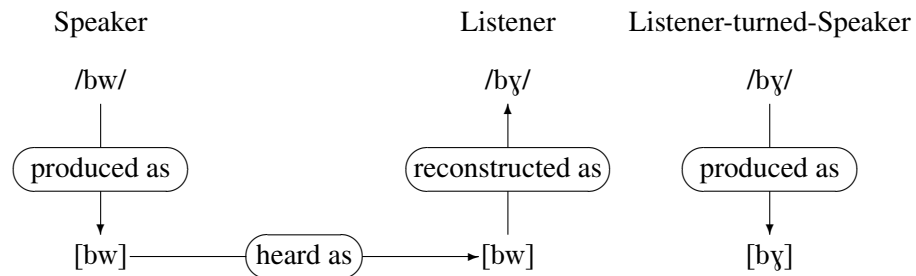 Speaker Listener Listener-turned-Speaker
/bw/ /bɣ/ /bɣ/
produced as reconstructed as produced as
[bw] heard as [bw] [bɣ]